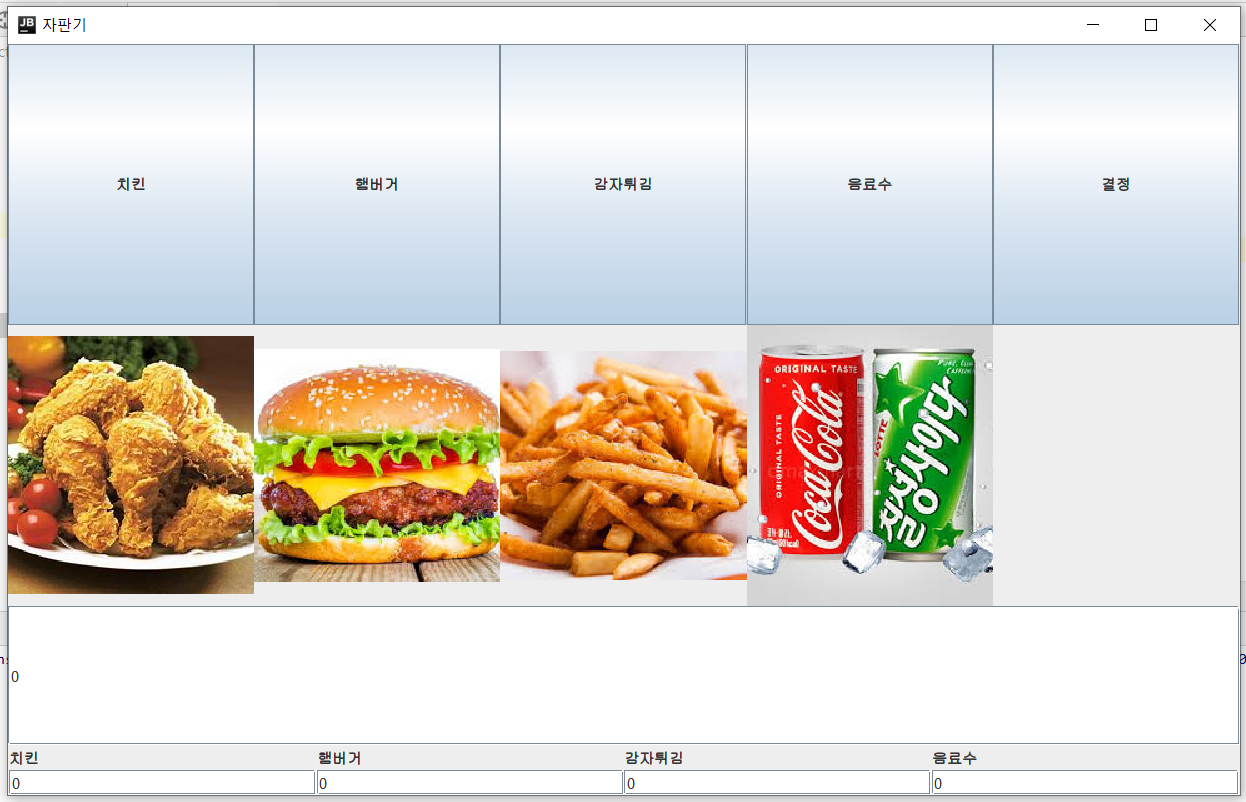 JB 자판기
치킨 햄버거 감자튀김 음료수 결정
ORIGINAL TASTE
ORIGINAL TASTE
Coca-Cola
LOTTE
칠성사이다
0
치킨 햄버거 감자튀김 음료수
0 0 0 0